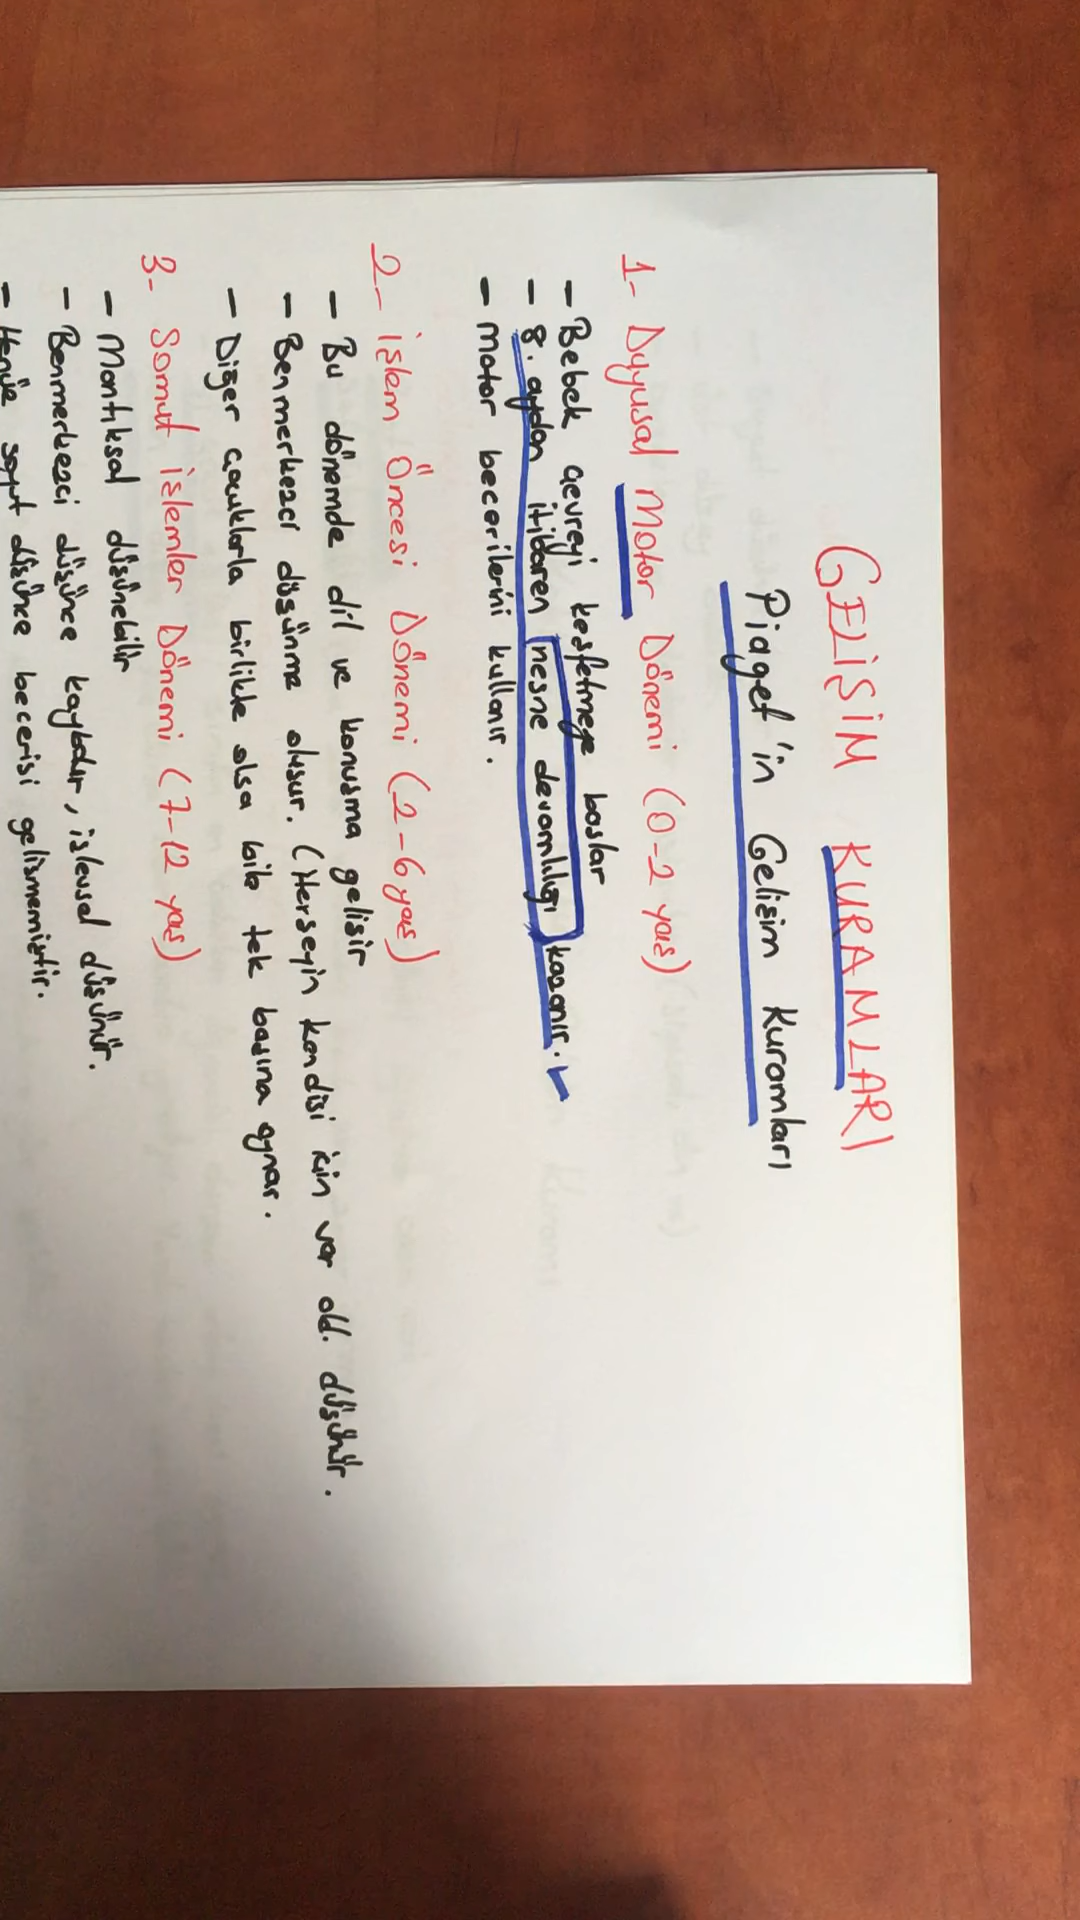 GELİŞİM KURAMLARI
Piaget'in Gelişim Kuramları
1- Duyusal Motor Dönemi (0-2 yaş)
- Bebek çevreyi keşfetmeye başlar
- 8. aydan itibaren nesne devamlılığı kazanır.
- Motor becerilerini kullanır.
2- İşlem Öncesi Dönemi (2-6 yaş)
- Bu dönemde dil ve konuşma gelişir
- Benmerkezci düşünme oluşur. (Herşeyin kendisi için var old. düşünür.
- Diğer çocuklarla birlikte olsa bile tek başına oynar.
3- Somut işlemler Dönemi (7-12 yaş)
- Mantıksal düşünebilir
- Benmerkezci düşünce kaybolur, işlevsel düşünür.
- Henüz soyut düşünce becerisi gelişmemiştir.